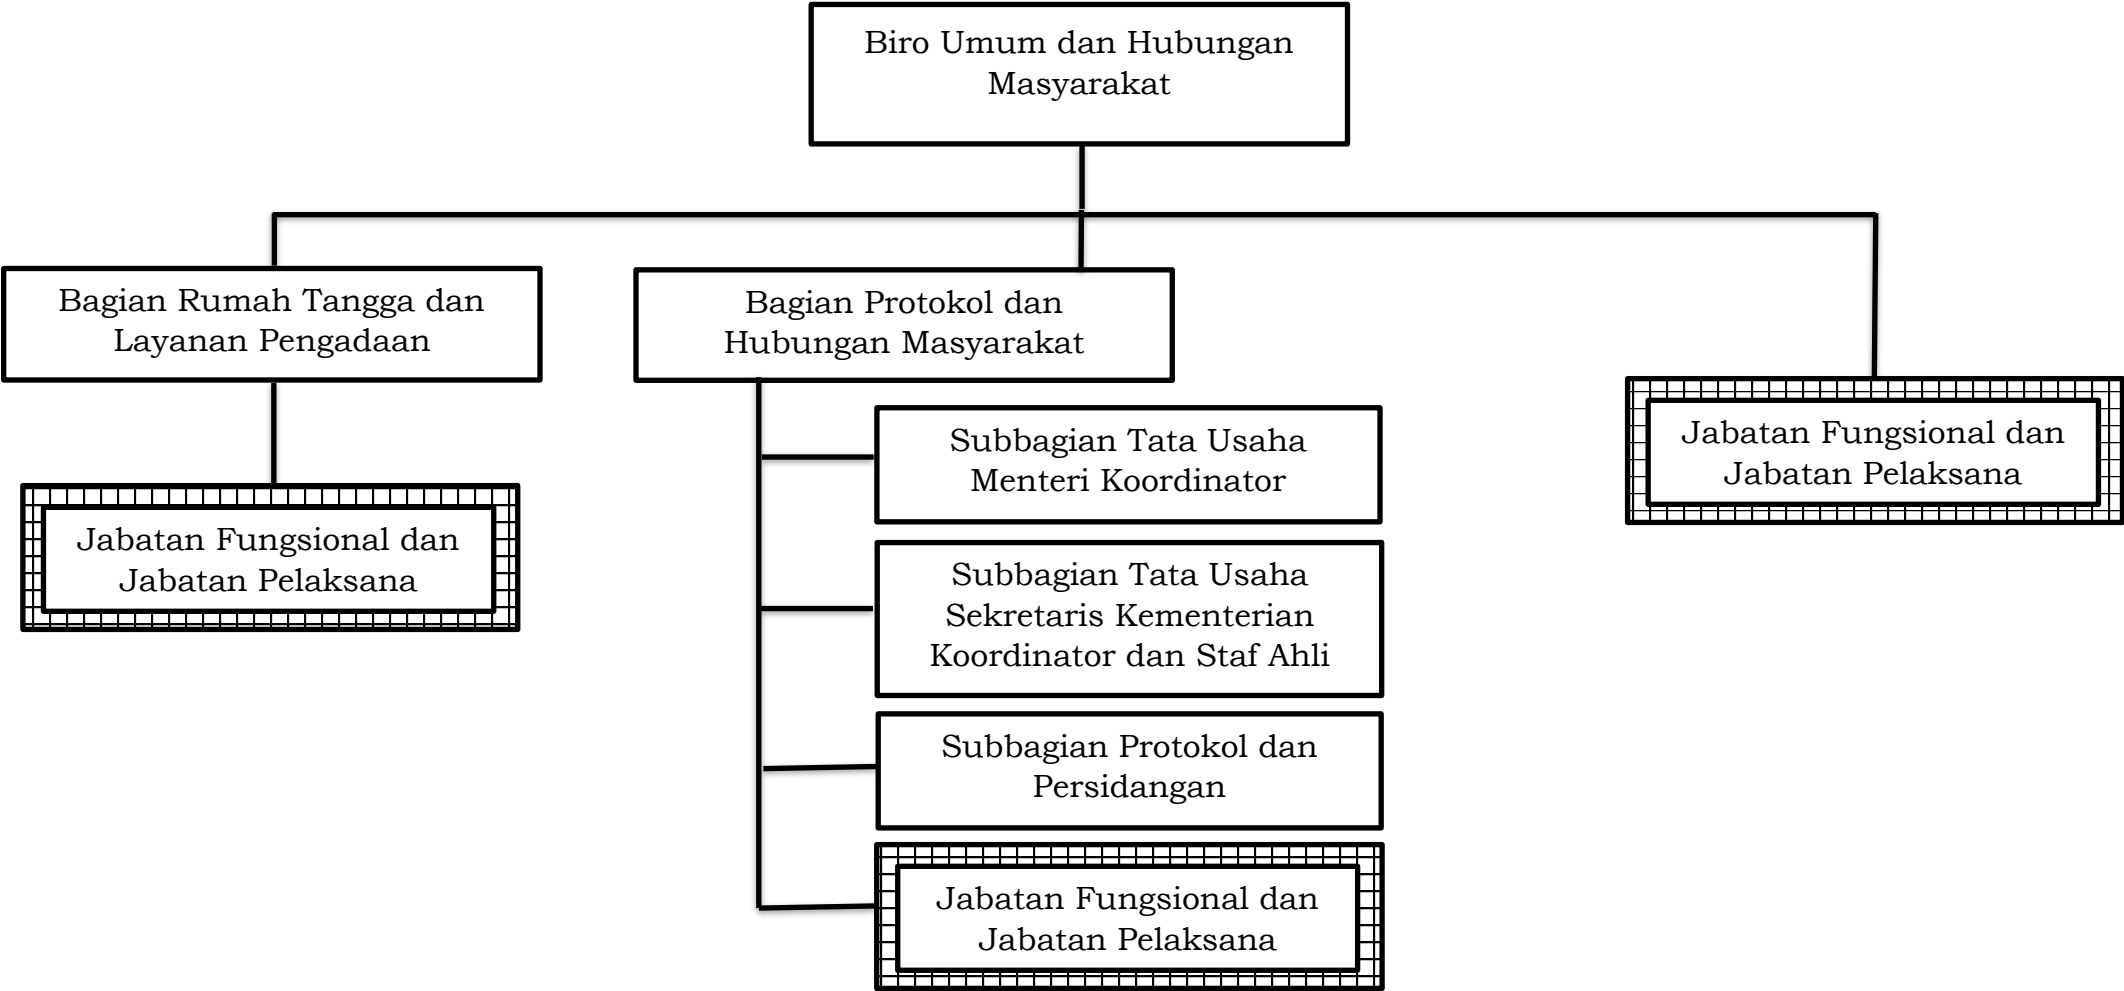 Biro Umum dan Hubungan
Masyarakat
Bagian Rumah Tangga dan
Layanan Pengadaan
Jabatan Fungsional dan
Jabatan Pelaksana
Bagian Protokol dan
Hubungan Masyarakat
Subbagian Tata Usaha
Menteri Koordinator
Subbagian Tata Usaha
Sekretaris Kementerian
Koordinator dan Staf Ahli
Subbagian Protokol dan
Persidangan
Jabatan Fungsional dan
Jabatan Pelaksana
Jabatan Fungsional dan
Jabatan Pelaksana